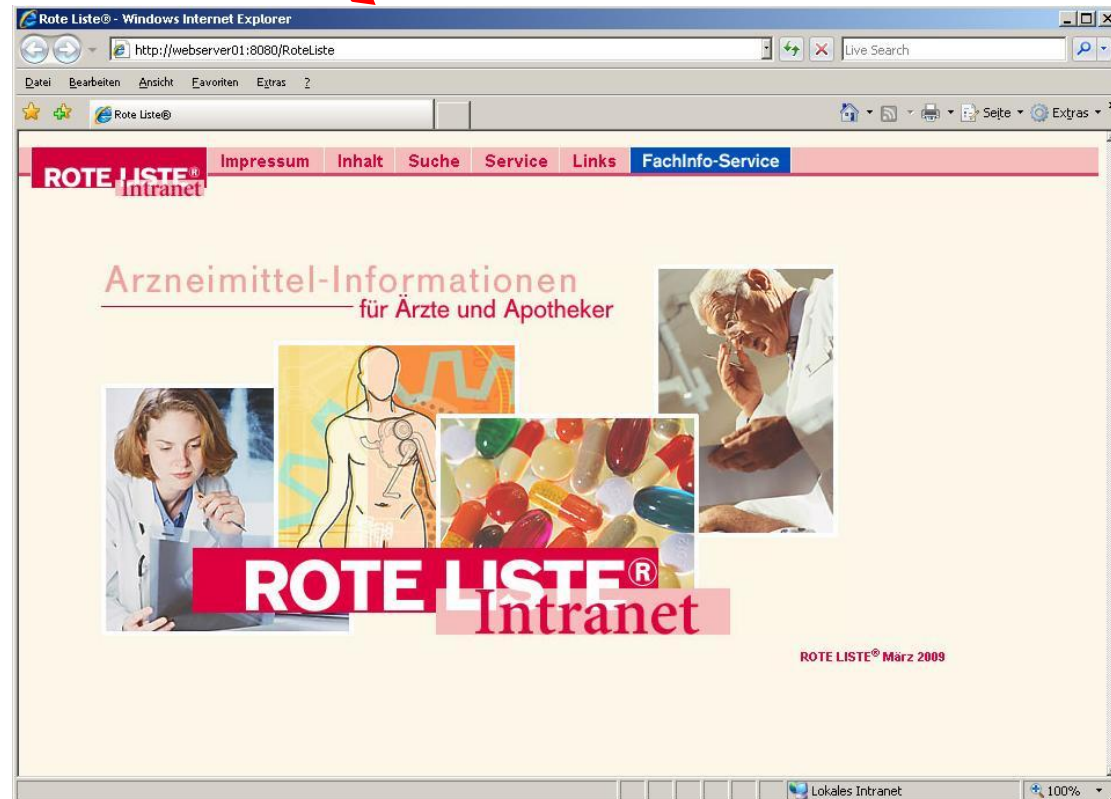 Rote Liste® - Windows Internet Explorer
http://webserver01:8080/RoteListe
Live Search
Datei Bearbeiten Ansicht Favoriten Extras ?
Rote Liste®
Seite
Extras
ROTE LISTE®
Intranet
Impressum Inhalt Suche Service Links FachInfo-Service
Arzneimittel-Informationen
für Ärzte und Apotheker
ROTE LISTE®
Intranet
ROTE LISTE® März 2009
Lokales Intranet
100%